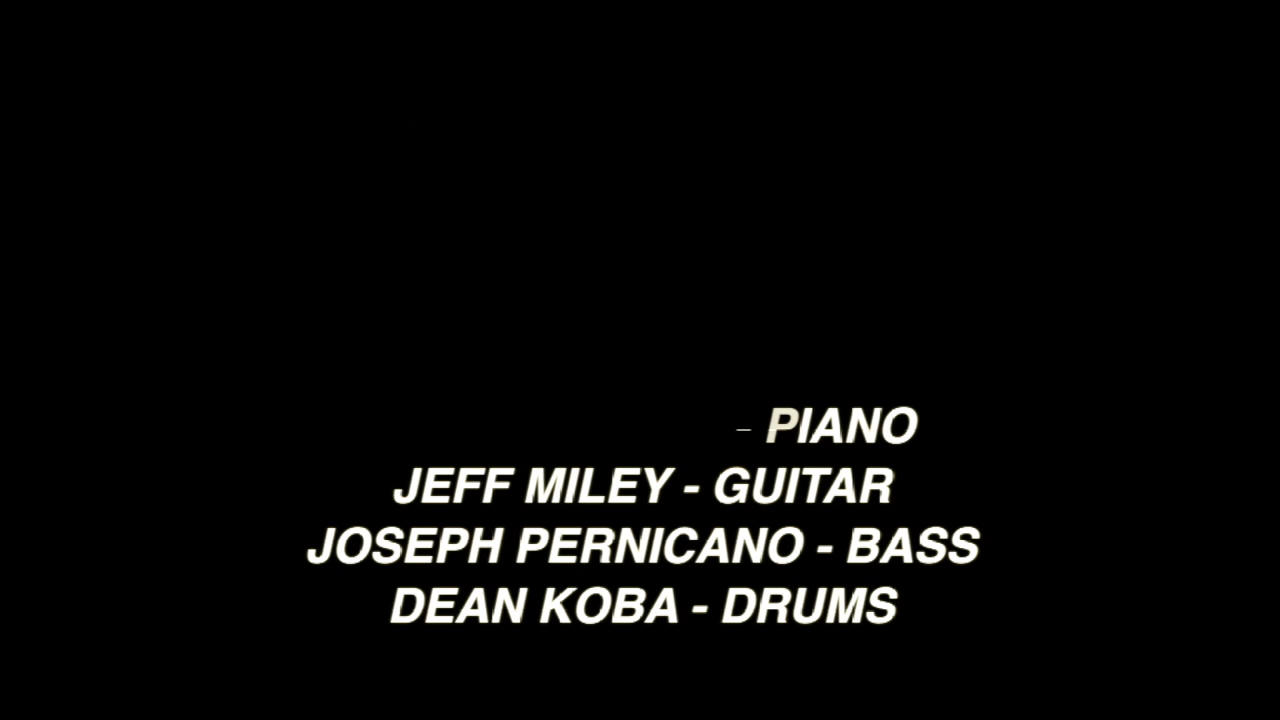 - PIANO
JEFF MILEY - GUITAR
JOSEPH PERNICANO - BASS
DEAN KOBA - DRUMS